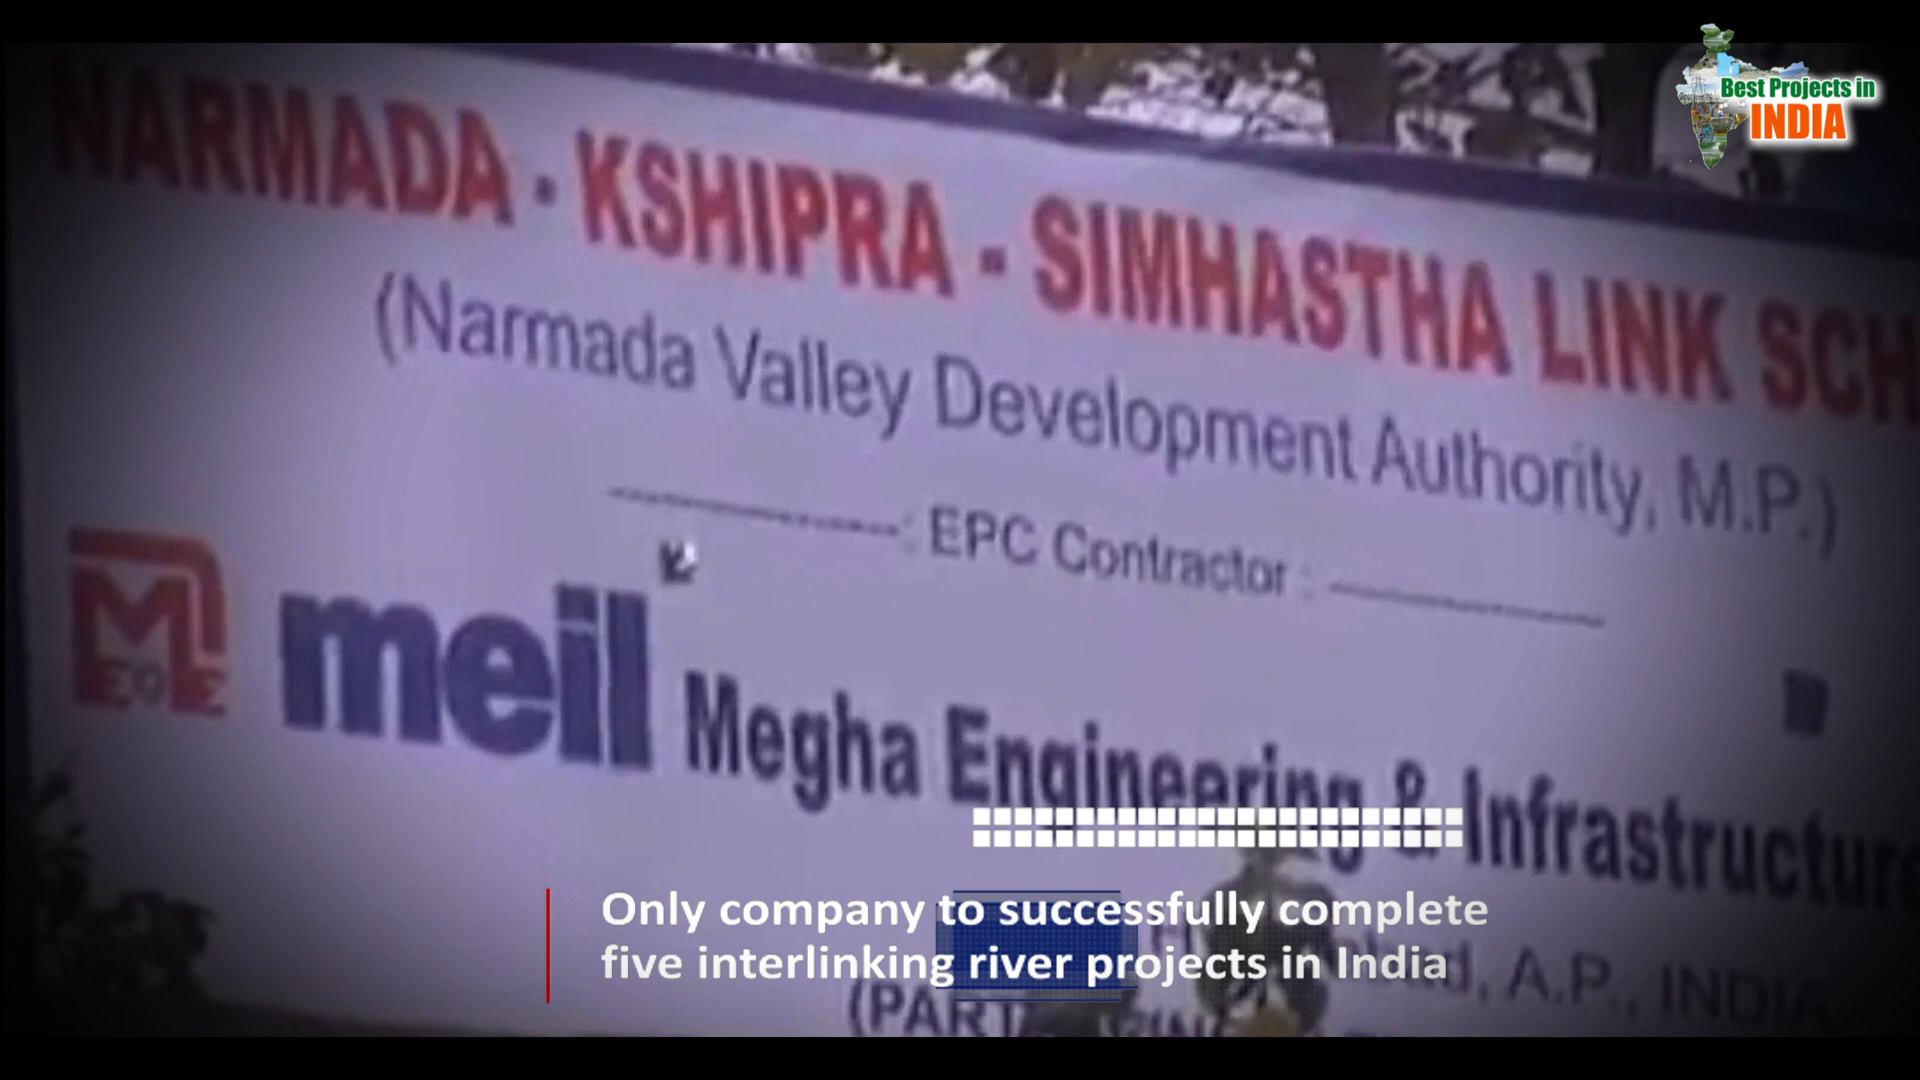 Best Projects in
INDIA
NARMADA - KSHIPRA - SIMHASTHA LINK SCH
(Narmada Valley Development Authority, M.P.)
: EPC Contractor :
meil Megha Engineering & Infrastructure
Only company to successfully complete
five interlinking river projects in India
A.P., INDIA